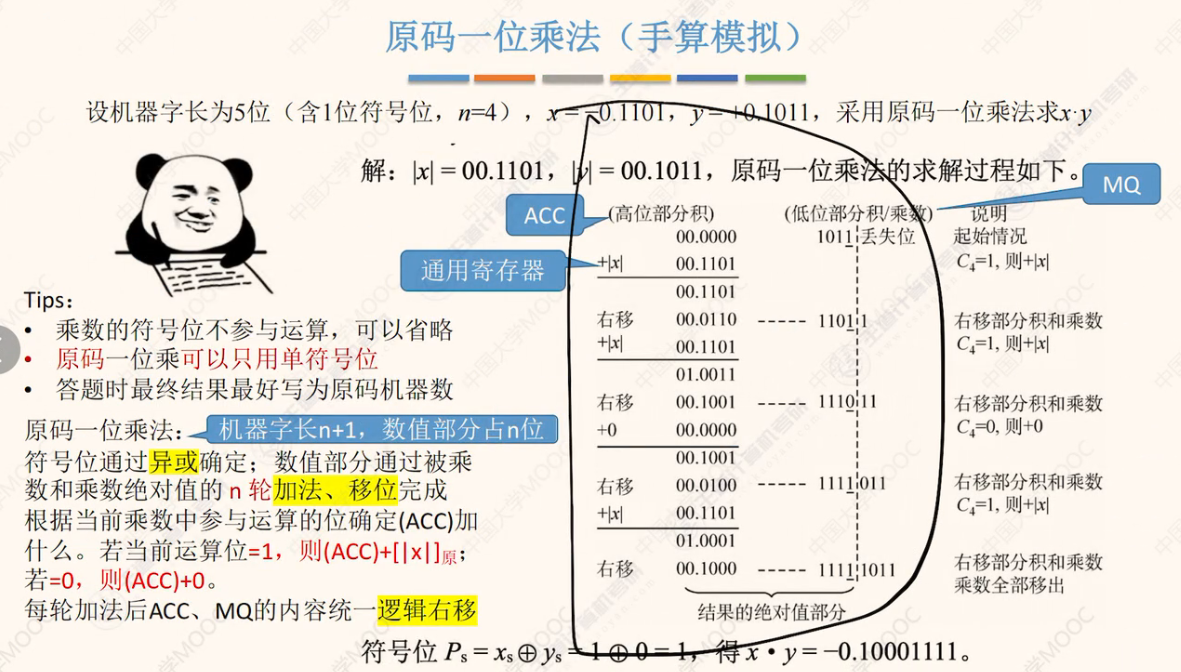 原码一位乘法（手算模拟）
设机器字长为5位（含1位符号位，n=4），x = −0.1101，y = +0.1011，采用原码一位乘法求x·y
解：|x| = 00.1101，|y| = 00.1011，原码一位乘法的求解过程如下。
MQ
ACC
(高位部分积) (低位部分积/乘数) 说明
00.0000 1011 丢失位 起始情况
通用寄存器
+|x| 00.1101 C₄=1, 则+|x|
00.1101
右移 00.0110 ----- 1101 1 右移部分积和乘数
+|x| 00.1101 C₄=1, 则+|x|
01.0011
右移 00.1001 ----- 1110 11 右移部分积和乘数
+0 00.0000 C₄=0, 则+0
00.1001
右移 00.0100 ----- 1111 011 右移部分积和乘数
+|x| 00.1101 C₄=1, 则+|x|
01.0001
右移 00.1000 ----- 1111 1011 右移部分积和乘数
乘数全部移出
结果的绝对值部分
Tips：
• 乘数的符号位不参与运算，可以省略
• 原码一位乘可以只用单符号位
• 答题时最终结果最好写为原码机器数
原码一位乘法：
机器字长n+1，数值部分占n位
符号位通过异或确定；数值部分通过被乘
数和乘数绝对值的 n 轮加法、移位完成
根据当前乘数中参与运算的位确定(ACC)加
什么。若当前运算位=1，则(ACC)+[|x|]原；
若=0，则(ACC)+0。
每轮加法后ACC、MQ的内容统一逻辑右移
符号位 Pₛ = xₛ⊕yₛ = 1⊕0 = 1，得 x·y = −0.10001111。
中国大学MOOC